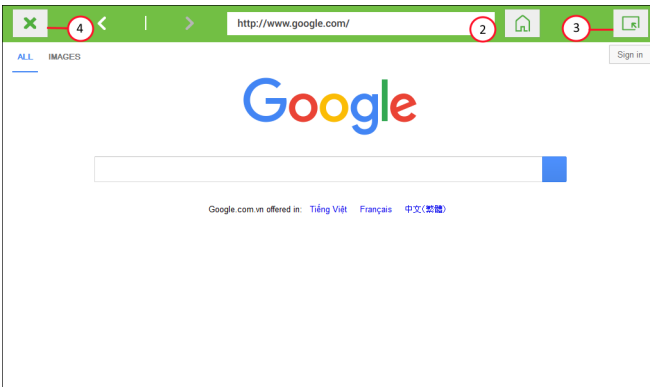 4
http://www.google.com/
2
3
ALL IMAGES
Sign in
Google
Google.com.vn offered in: Tiếng Việt Français 中文(繁體)